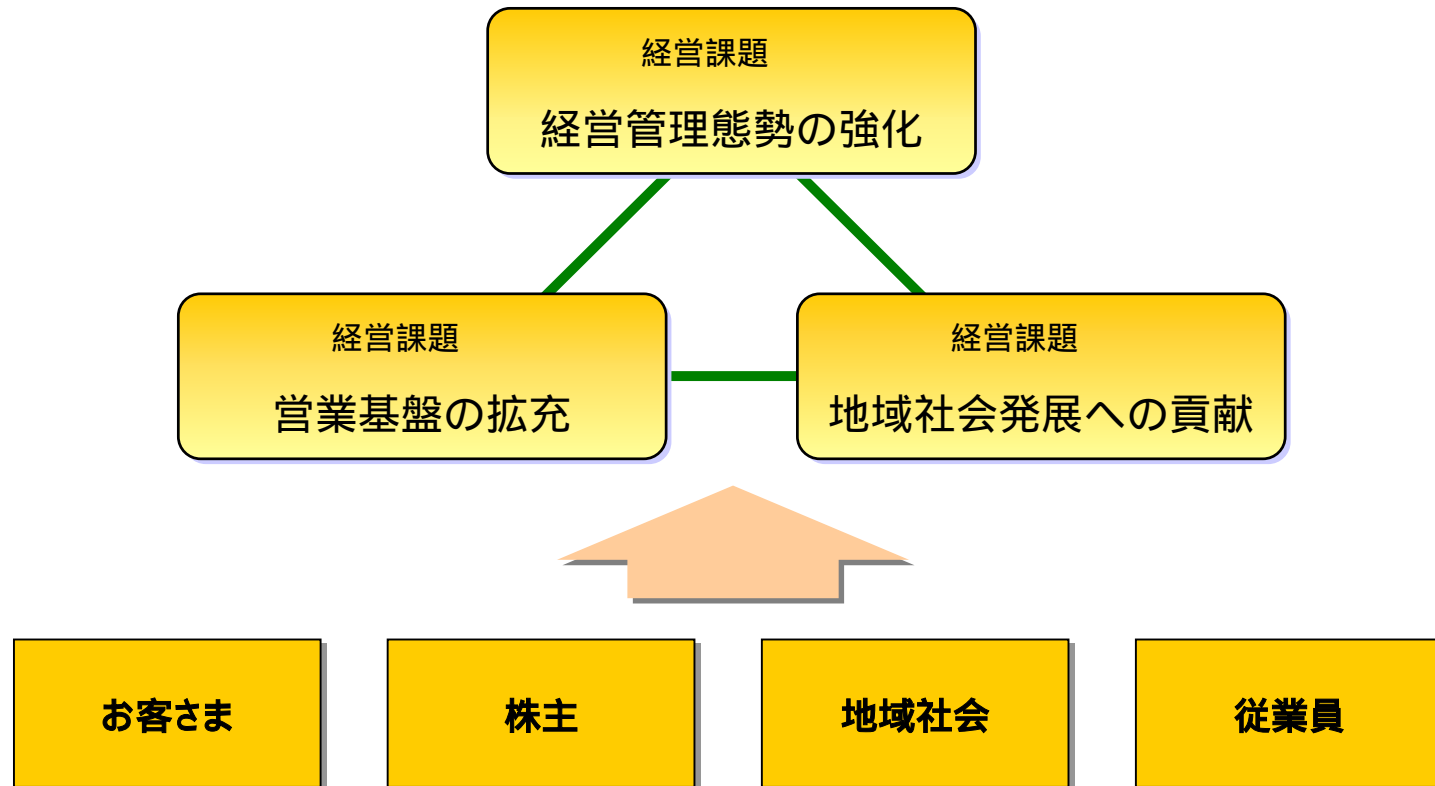 経営課題
経営管理態勢の強化
経営課題
営業基盤の拡充
経営課題
地域社会発展への貢献
お客さま
株主
地域社会
従業員